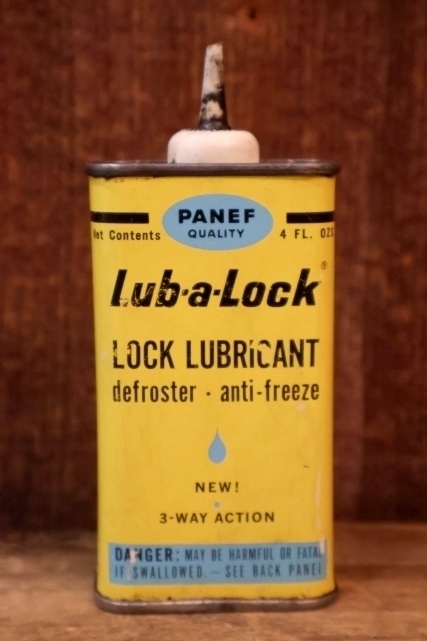 PANEF
QUALITY
Net Contents 4 FL. OZS
Lub·a·Lock®
LOCK LUBRICANT
defroster · anti-freeze
NEW!
3-WAY ACTION
DANGER: MAY BE HARMFUL OR FATAL
IF SWALLOWED. — SEE BACK PANEL